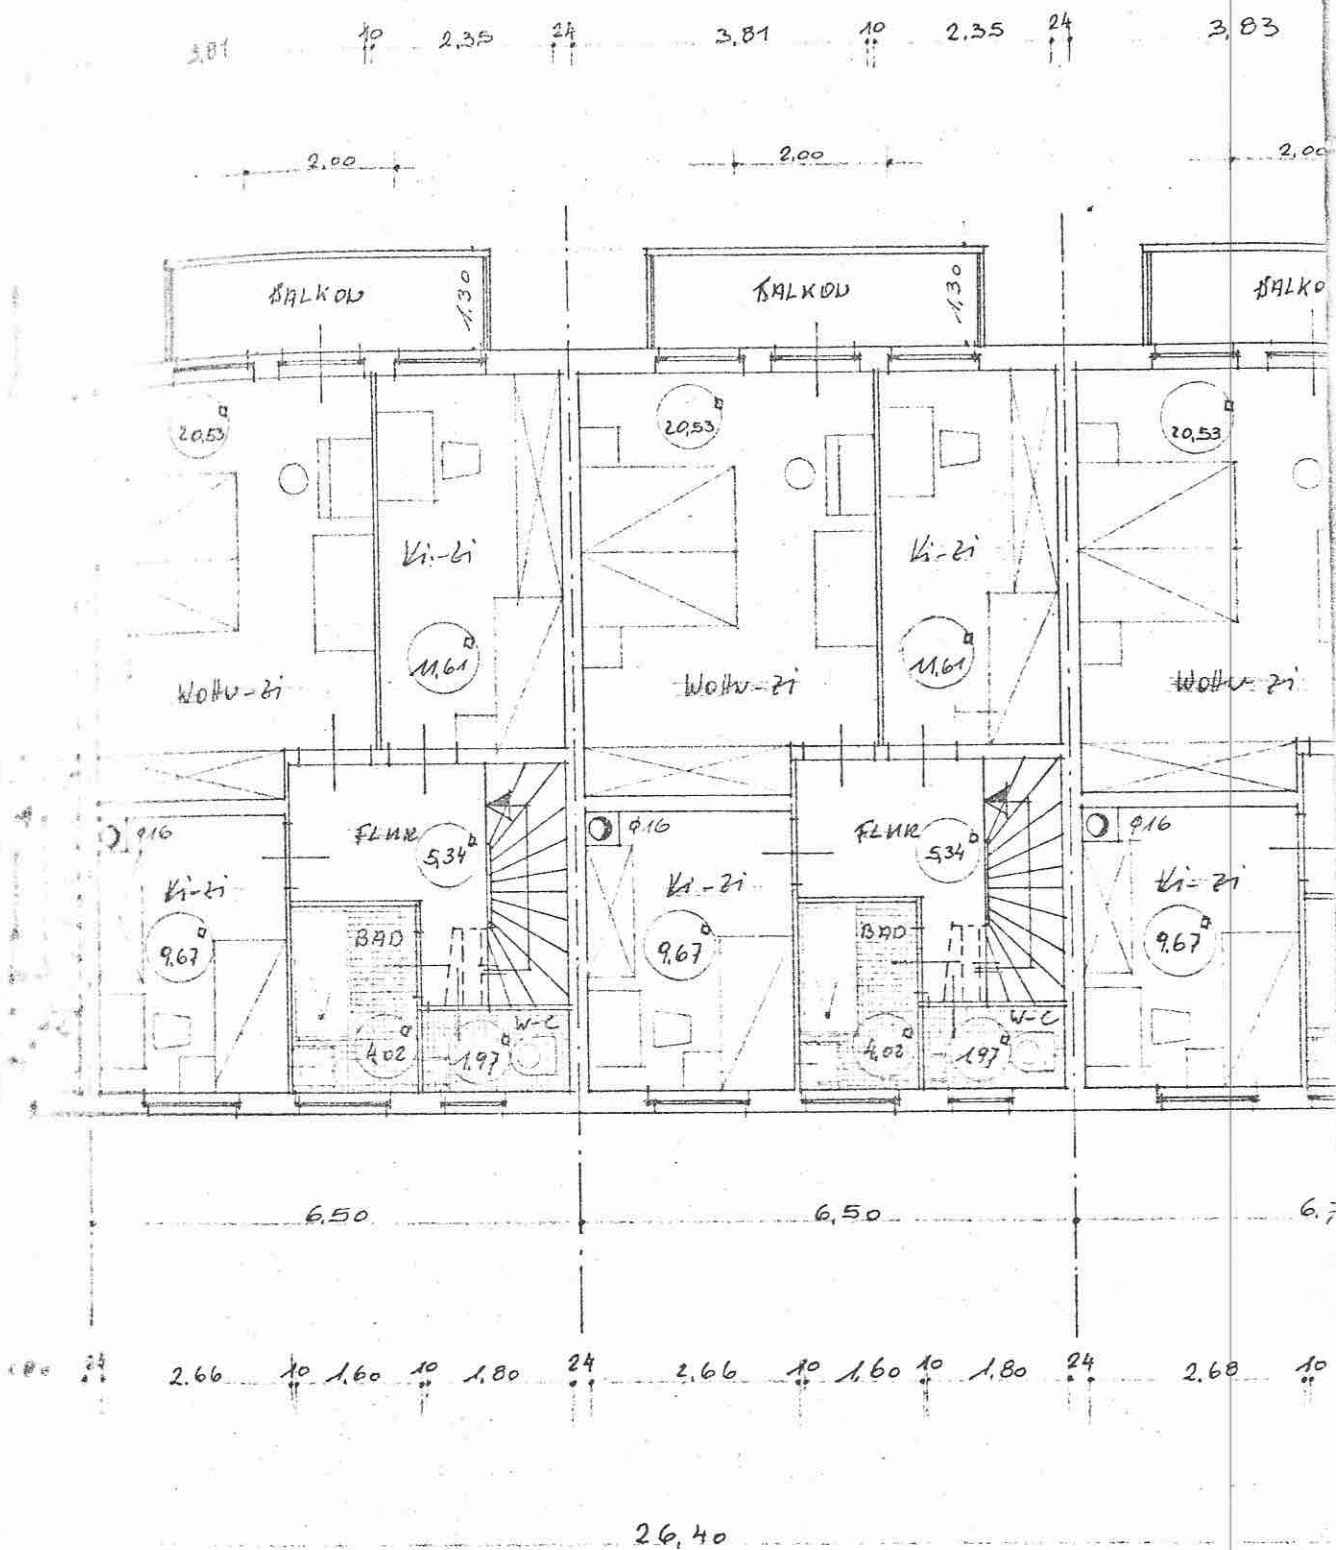 3,81 10 2,35 24 3,81 10 2,35 24 3,83
2,00 2,00 2,00
BALKON 1,30 BALKON 1,30 BALKO
20,53 20,53 20,53
Ki-Zi Ki-Zi
11,61 11,61
Wohn-Zi Wohn-Zi Wohn-Zi
φ16 FLUR 5,34 φ16 FLUR 5,34 φ16
Ki-Zi Ki-Zi Ki-Zi
9,67 BAD 9,67 BAD 9,67
W-C W-C
4,02 1,97 4,02 1,97
6,50 6,50 6,
24 2,66 10 1,60 10 1,80 24 2,66 10 1,60 10 1,80 24 2,68 10
26,40